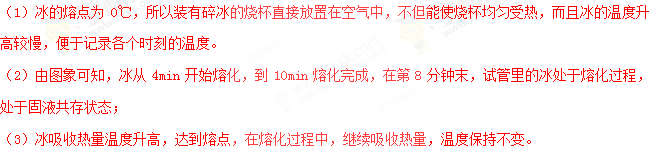 （1）冰的熔点为 0℃，所以装有碎冰的烧杯直接放置在空气中，不但能使烧杯均匀受热，而且冰的温度升
高较慢，便于记录各个时刻的温度。
（2）由图象可知，冰从 4min 开始熔化，到 10min 熔化完成，在第 8 分钟末，试管里的冰处于熔化过程，
处于固液共存状态；
（3）冰吸收热量温度升高，达到熔点，在熔化过程中，继续吸收热量，温度保持不变。